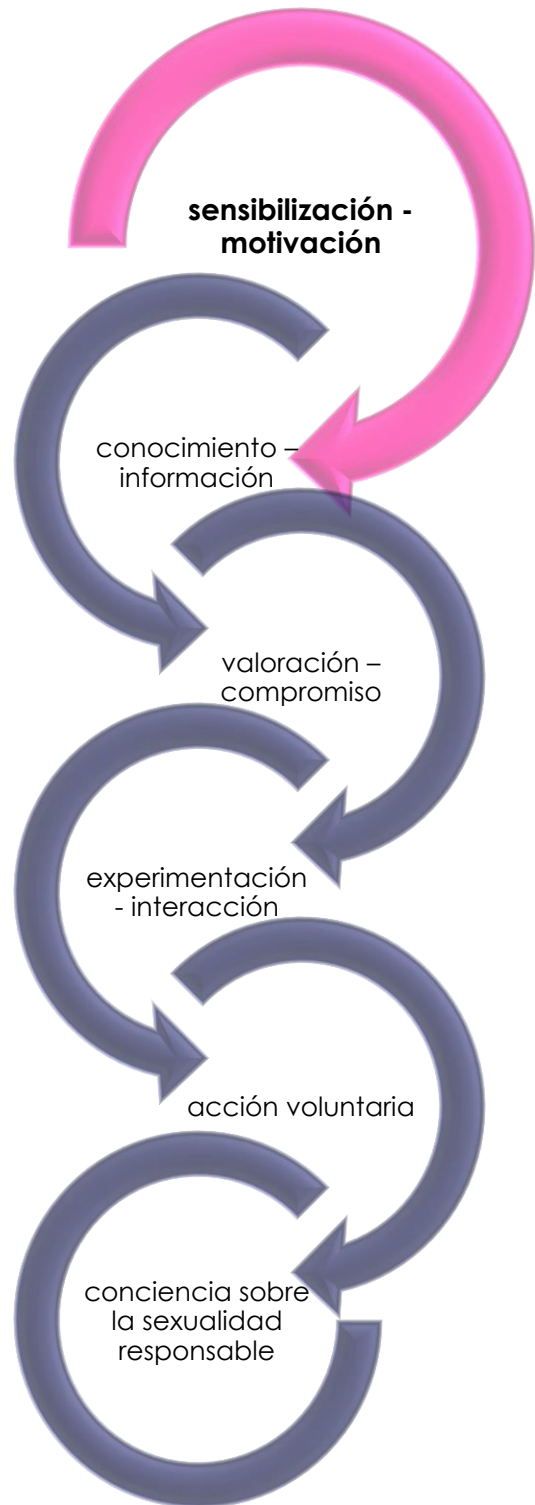 sensibilización -
motivación
conocimiento –
información
valoración –
compromiso
experimentación
- interacción
acción voluntaria
conciencia sobre
la sexualidad
responsable